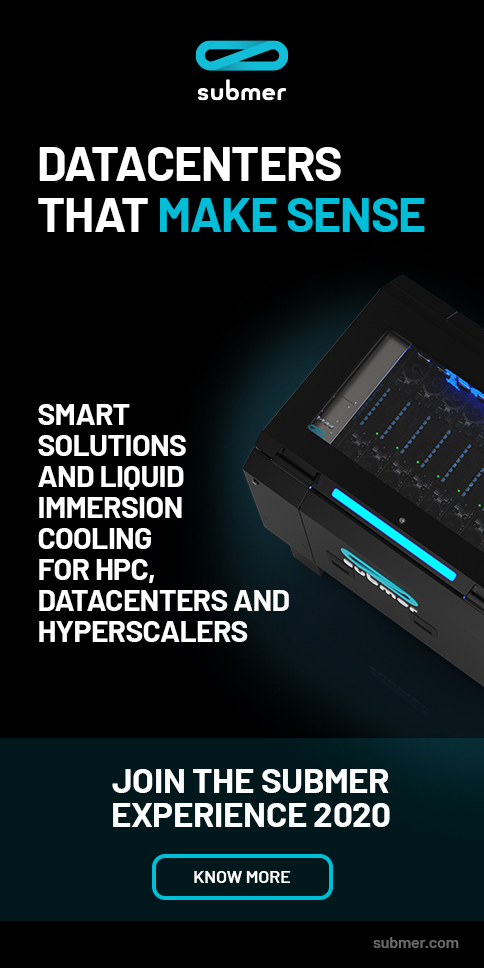 submer
DATACENTERS
THAT MAKE SENSE
SMART
SOLUTIONS
AND LIQUID
IMMERSION
COOLING
FOR HPC,
DATACENTERS AND
HYPERSCALERS
submer
JOIN THE SUBMER
EXPERIENCE 2020
KNOW MORE
submer.com